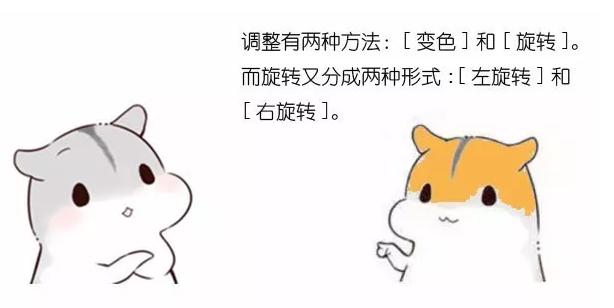 调整有两种方法：[ 变色 ] 和 [ 旋转 ]。
而旋转又分成两种形式：[ 左旋转 ] 和
[ 右旋转 ]。